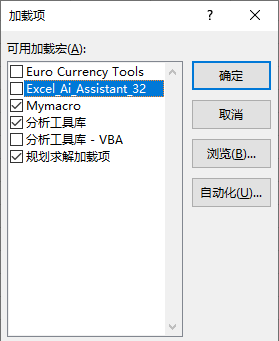 加载项
?
可用加载宏(A):
Euro Currency Tools
Excel_Ai_Assistant_32
Mymacro
分析工具库
分析工具库 - VBA
规划求解加载项
确定
取消
浏览(B)...
自动化(U)...